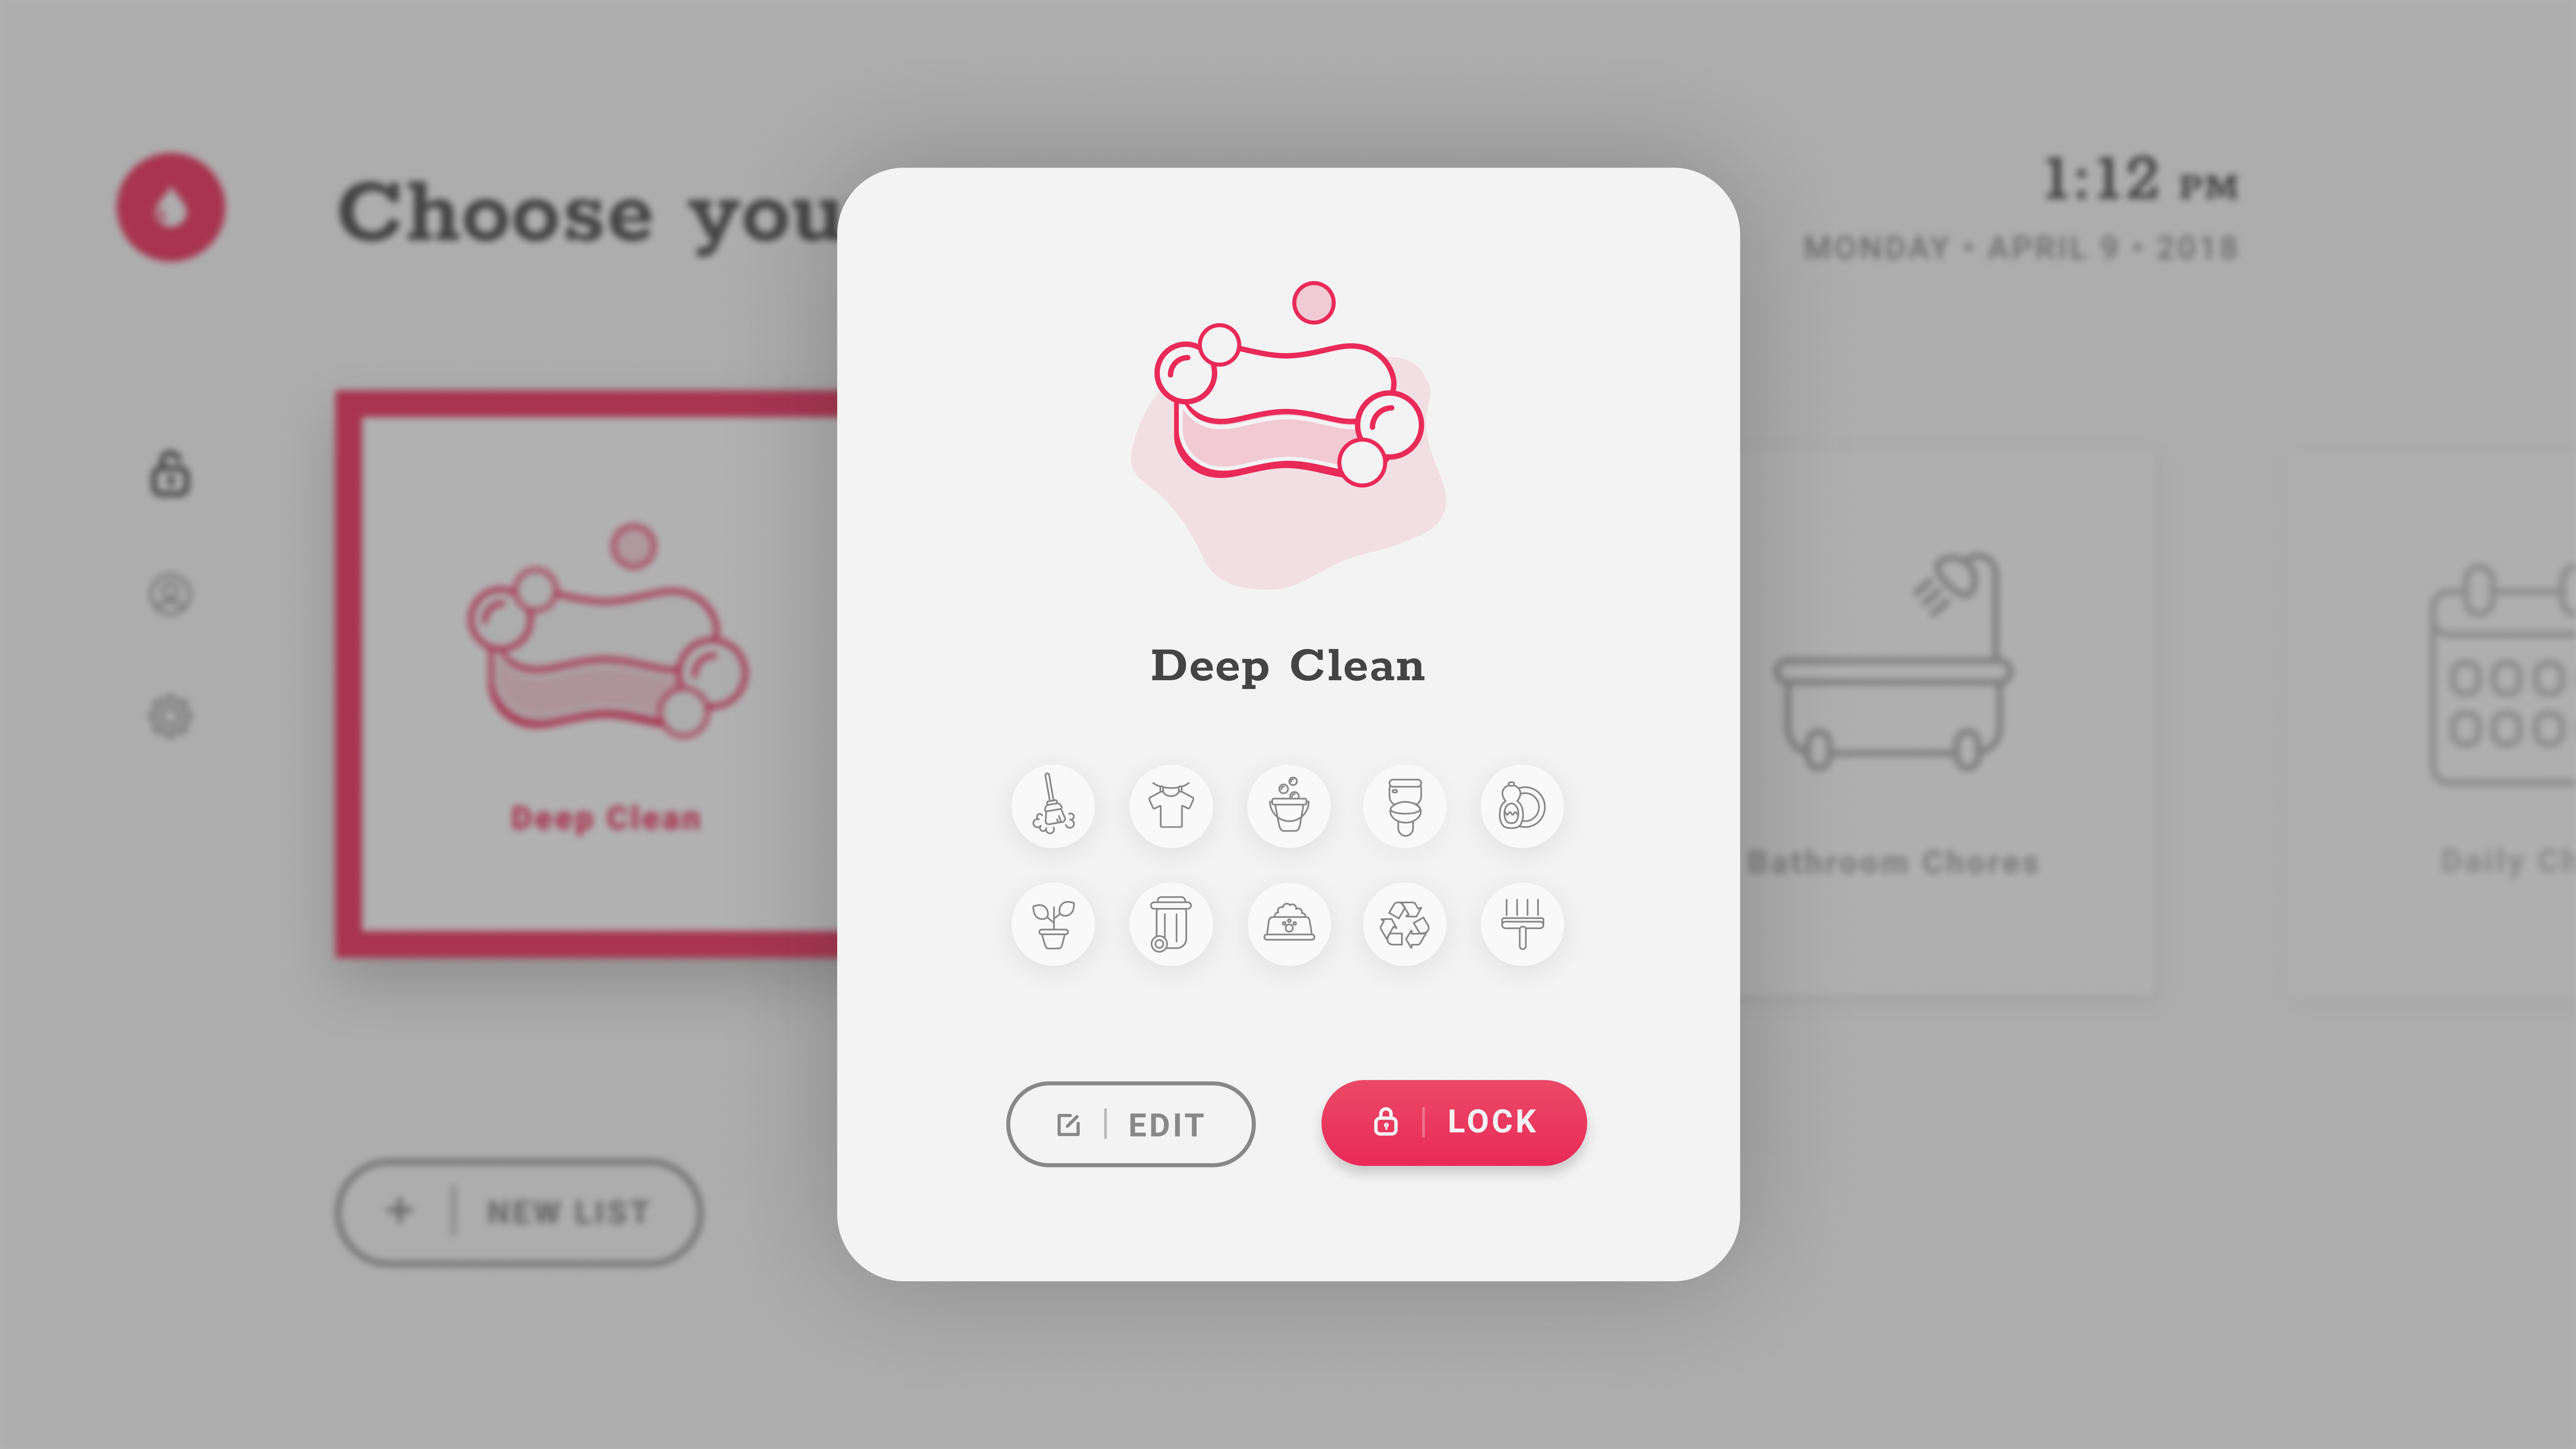 Choose you
1:12 PM
MONDAY • APRIL 9 • 2018
Deep Clean
Deep Clean
Bathroom Chores
Daily Ch
EDIT
LOCK
NEW LIST